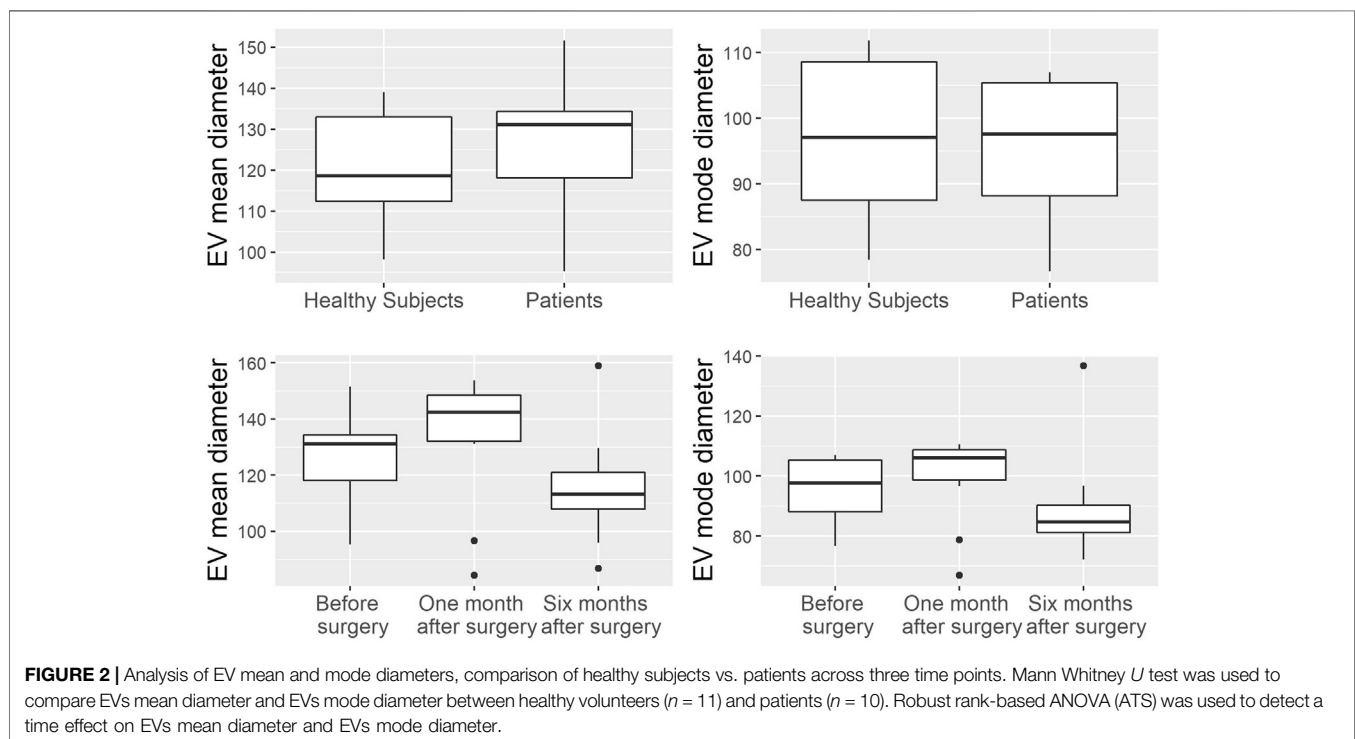 EV mean diameter
150
140
130
120
110
100
Healthy Subjects
Patients
EV mode diameter
110
100
90
80
Healthy Subjects
Patients
EV mean diameter
160
140
120
100
Before
surgery
One month
after surgery
Six months
after surgery
EV mode diameter
140
120
100
80
Before
surgery
One month
after surgery
Six months
after surgery
FIGURE 2 | Analysis of EV mean and mode diameters, comparison of healthy subjects vs. patients across three time points. Mann Whitney U test was used to
compare EVs mean diameter and EVs mode diameter between healthy volunteers (n = 11) and patients (n = 10). Robust rank-based ANOVA (ATS) was used to detect a
time effect on EVs mean diameter and EVs mode diameter.